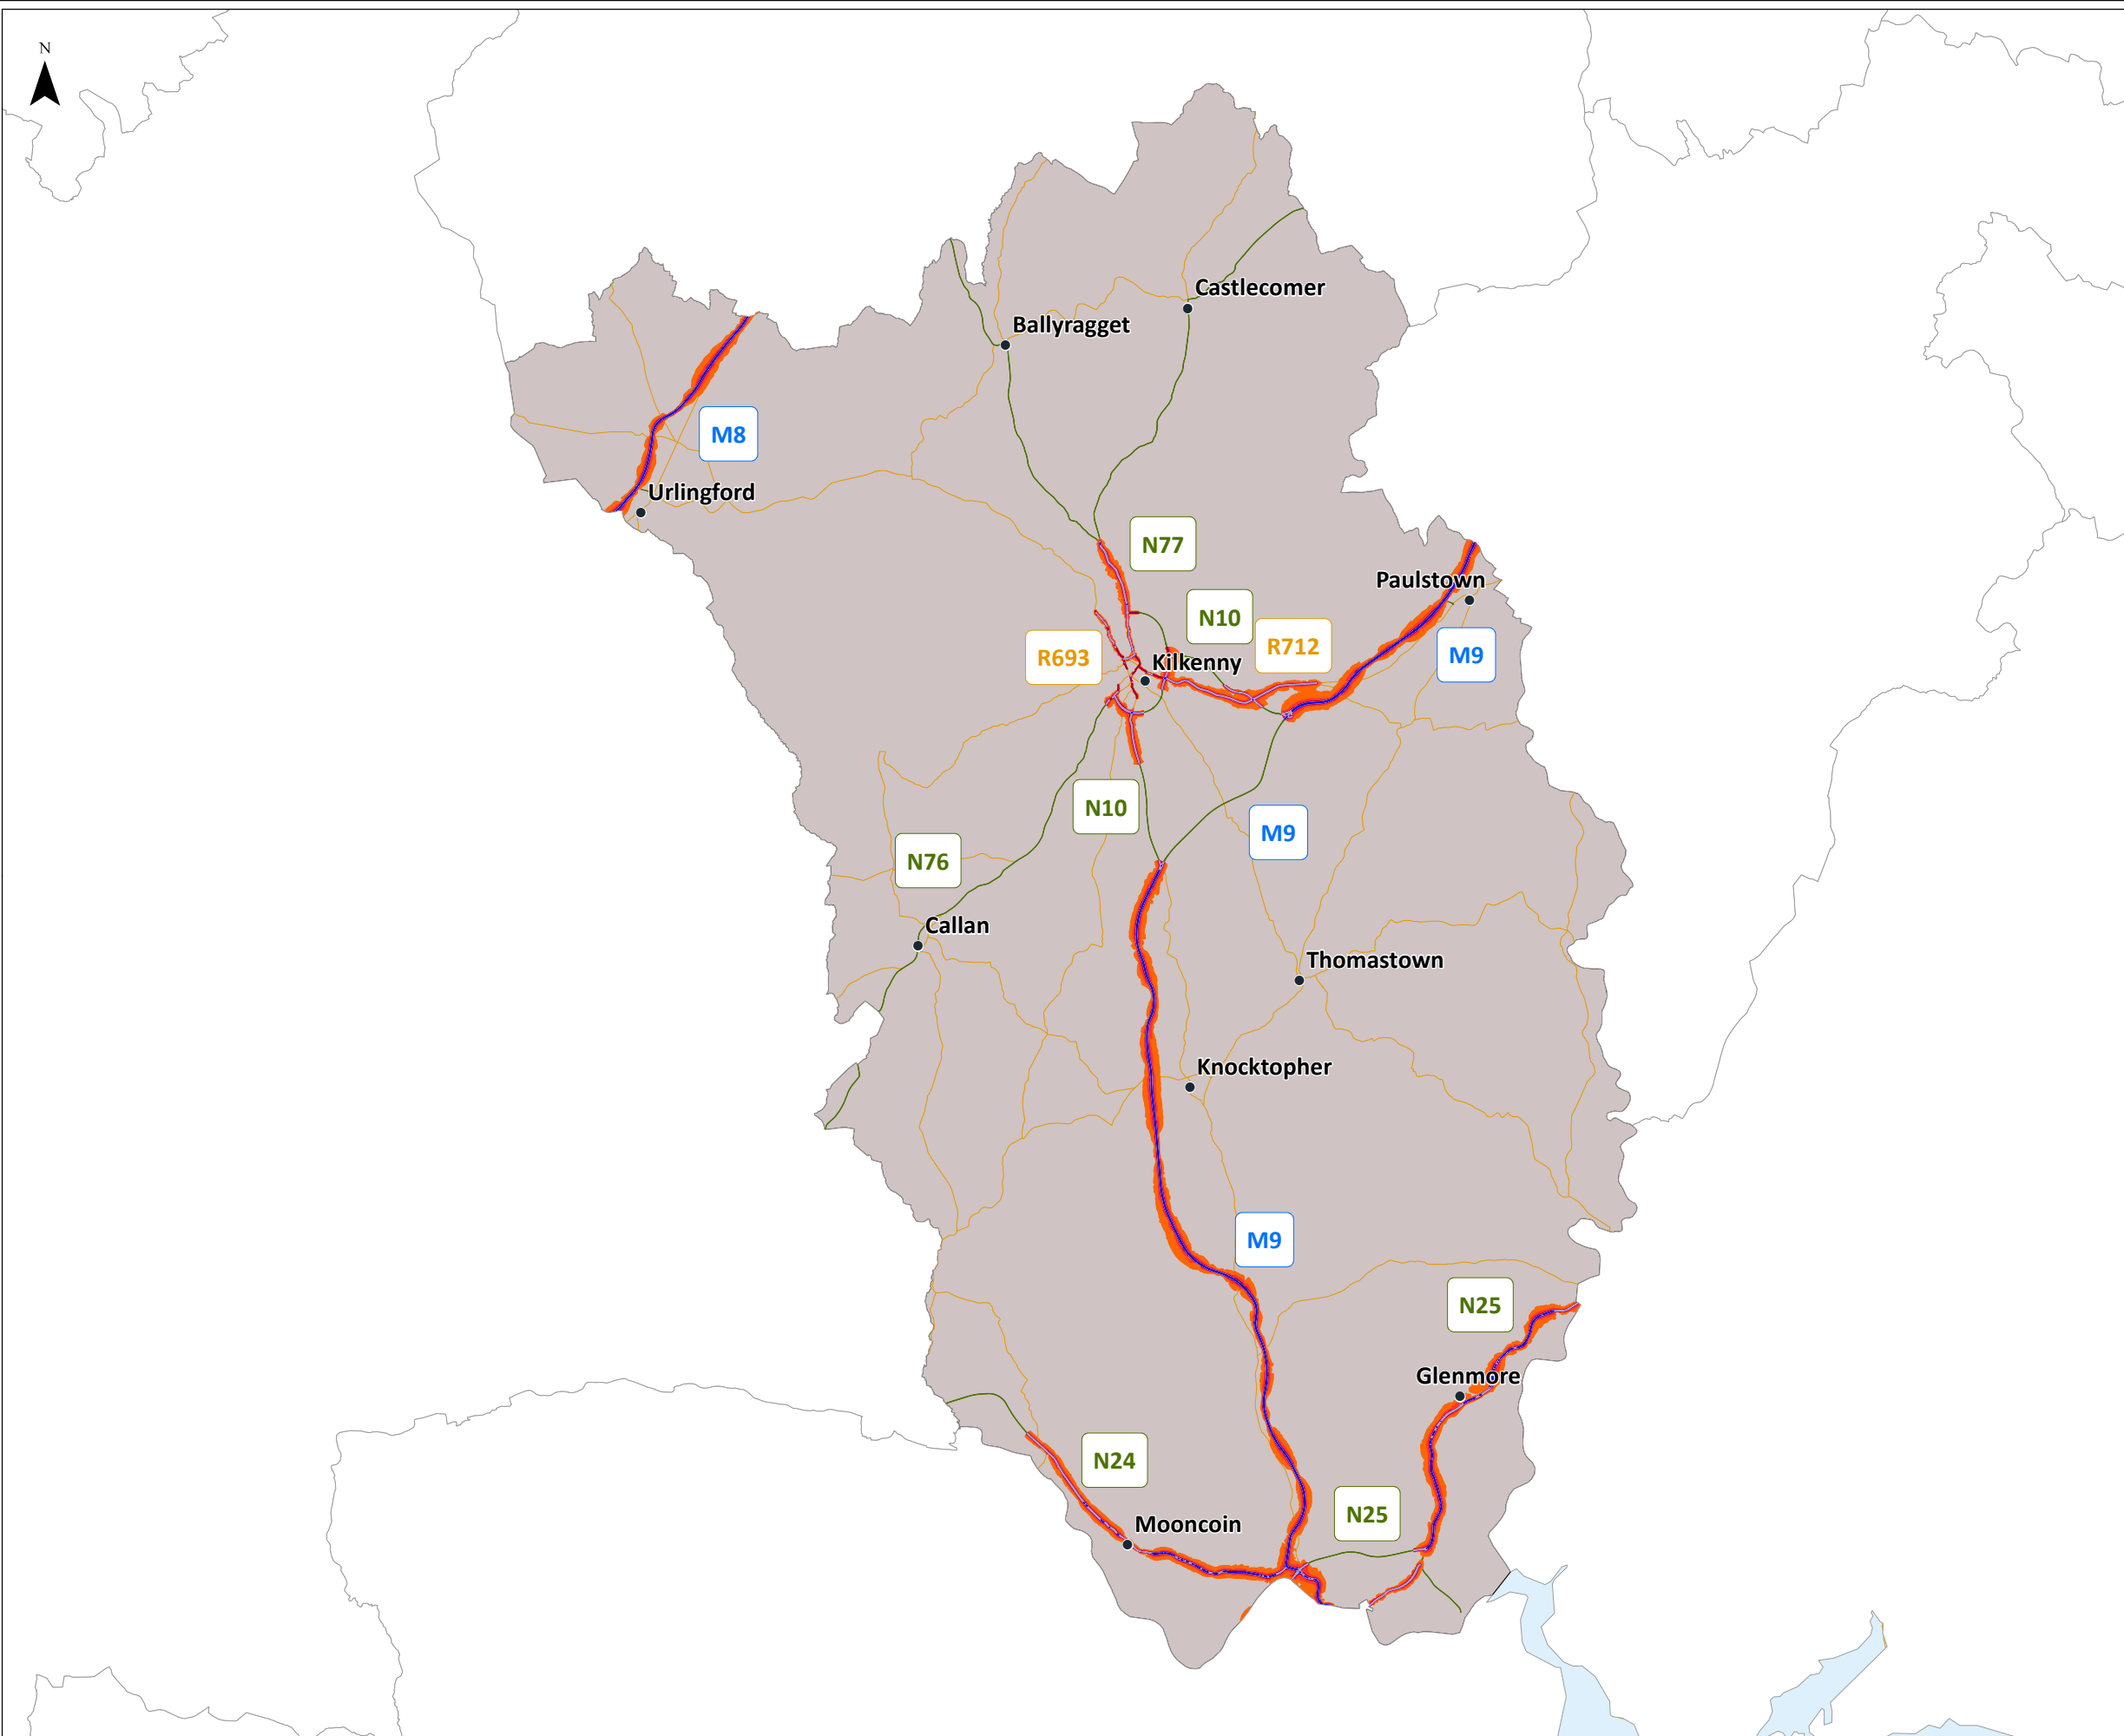 N
Castlecomer
Ballyragget
M8
Urlingford
N77
Paulstown
N10
R712
R693
Kilkenny
M9
N10
M9
N76
Callan
Thomastown
Knocktopher
M9
N25
Glenmore
N24
N25
Mooncoin